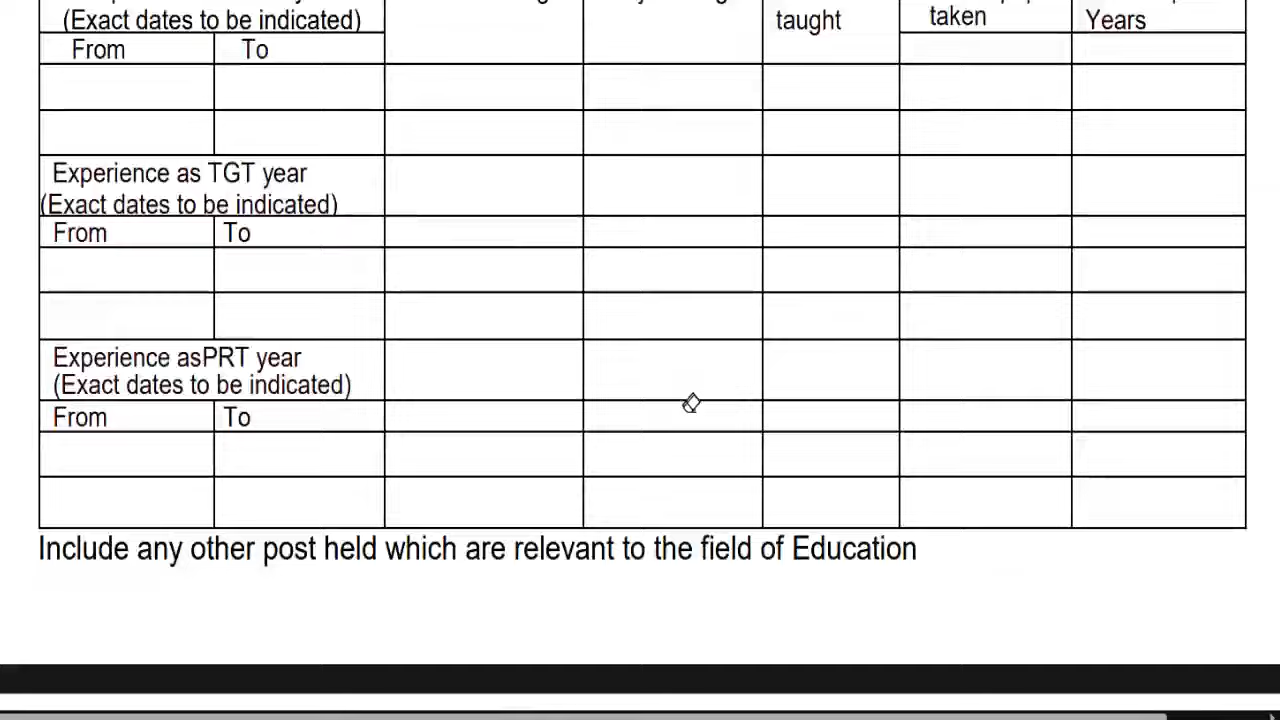 (Exact dates to be indicated)
taught
taken
Years
From To
Experience as TGT year
(Exact dates to be indicated)
From To
Experience asPRT year
(Exact dates to be indicated)
From To
Include any other post held which are relevant to the field of Education